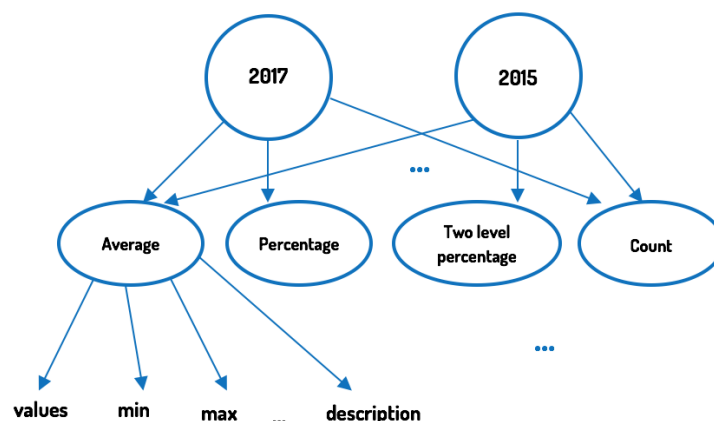 2017
2015
...
Average
Percentage
Two level
percentage
Count
...
values
min
max
...
description